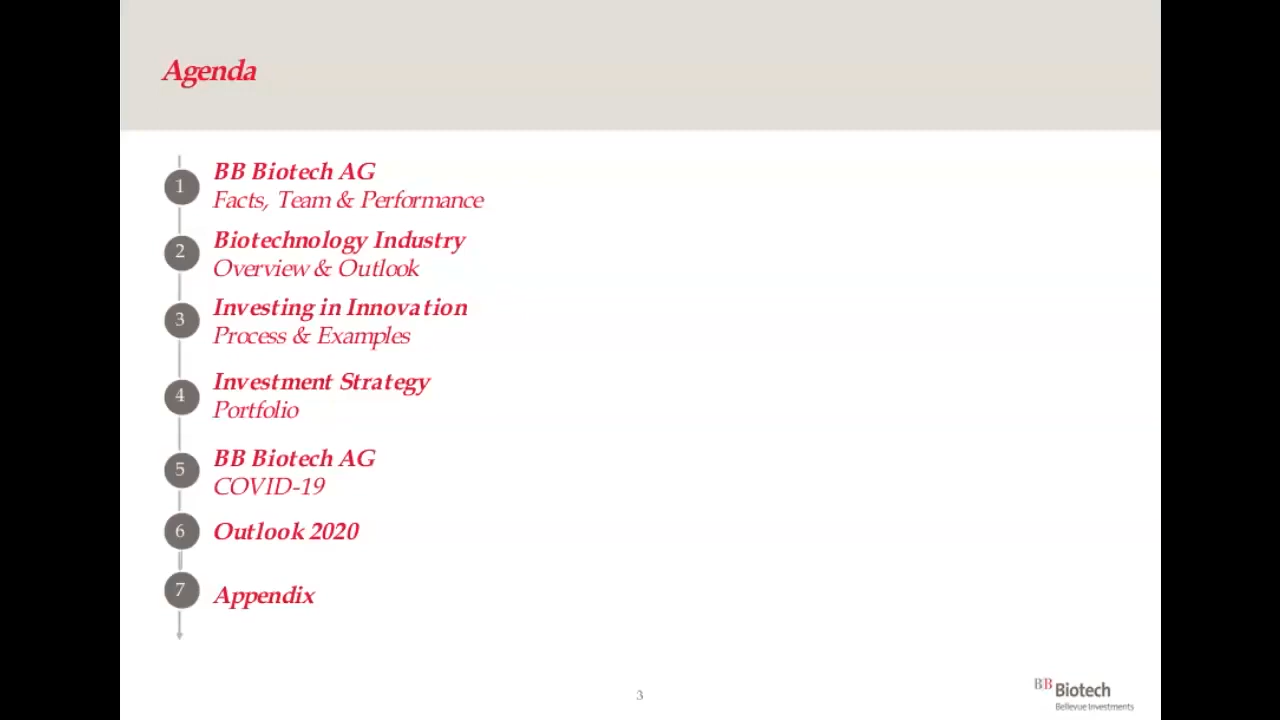 Agenda
1
BB Biotech AG
Facts, Team & Performance
2
Biotechnology Industry
Overview & Outlook
3
Investing in Innovation
Process & Examples
4
Investment Strategy
Portfolio
5
BB Biotech AG
COVID-19
6
Outlook 2020
7
Appendix
3
BB Biotech
Bellevue Investments